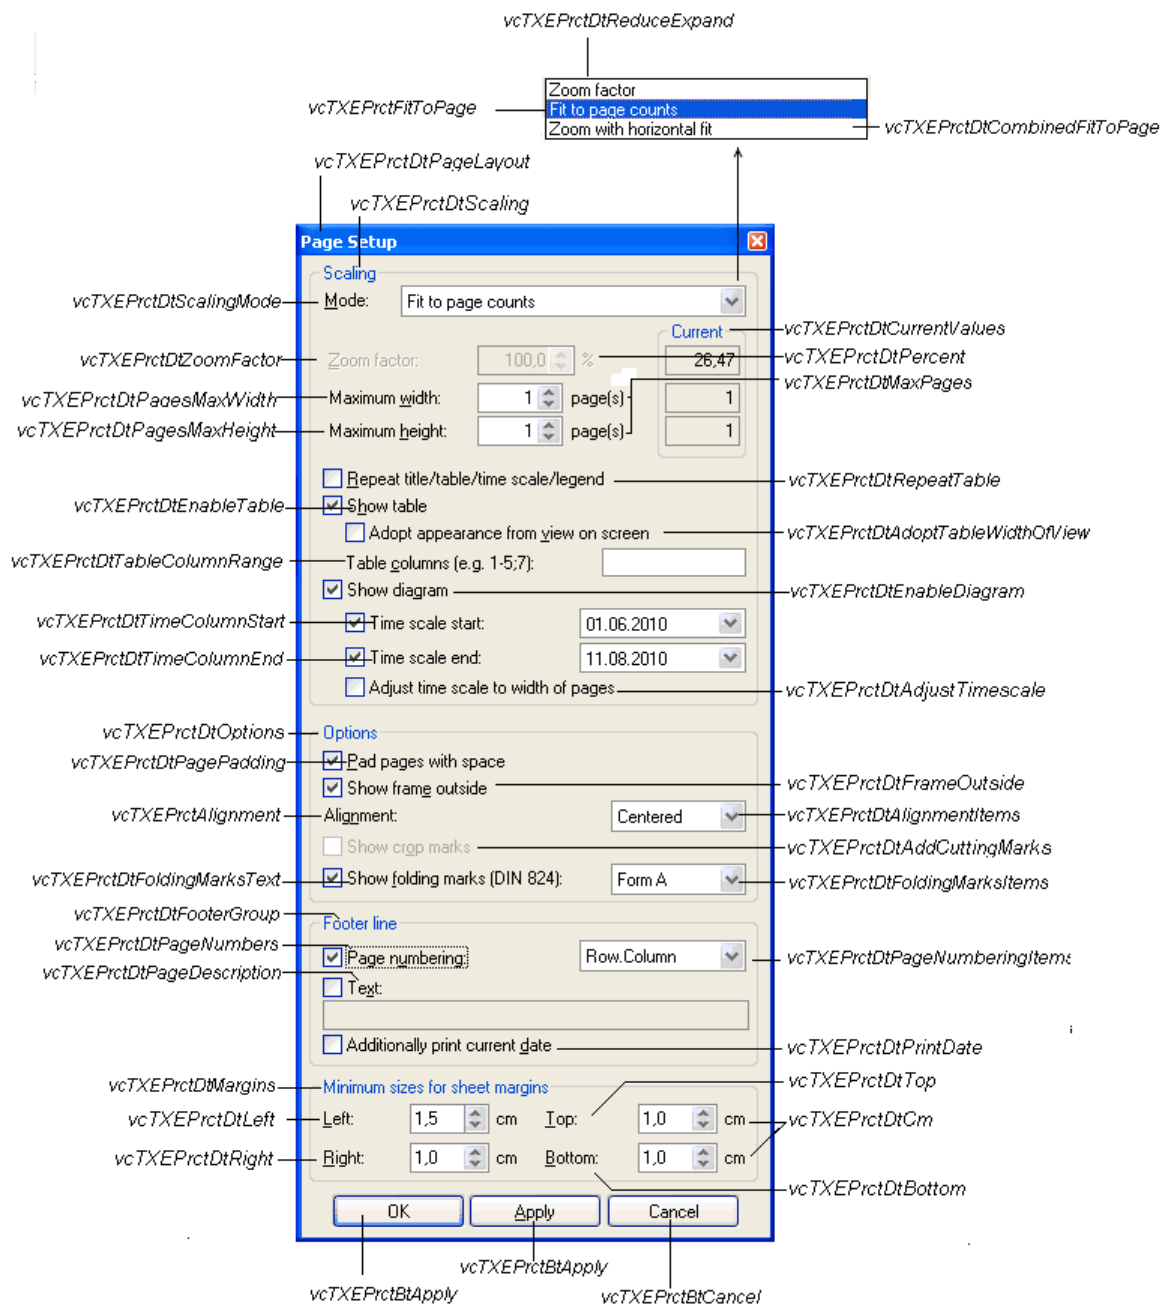 vcTXEPrctDtReduceExpand
Zoom factor
vcTXEPrctFitToPage
Fit to page counts
Zoom with horizontal fit
vcTXEPrctDtCombinedFitToPage
vcTXEPrctDtPageLayout
vcTXEPrctDtScaling
Page Setup
Scaling
vcTXEPrctDtScalingMode
Mode: Fit to page counts
Current
vcTXEPrctDtCurrentValues
vcTXEPrctDtZoomFactor
Zoom factor: 100,0 % 26,47
vcTXEPrctDtPercent
vcTXEPrctDtMaxPages
vcTXEPrctDtPagesMaxWidth
Maximum width: 1 page(s) 1
vcTXEPrctDtPagesMaxHeight
Maximum height: 1 page(s) 1
Repeat title/table/time scale/legend
vcTXEPrctDtRepeatTable
vcTXEPrctDtEnableTable
Show table
Adopt appearance from view on screen
vcTXEPrctDtAdoptTableWidthOfView
vcTXEPrctDtTableColumnRange
Table columns (e.g. 1-5;7):
Show diagram
vcTXEPrctDtEnableDiagram
vcTXEPrctDtTimeColumnStart
Time scale start: 01.06.2010
vcTXEPrctDtTimeColumnEnd
Time scale end: 11.08.2010
Adjust time scale to width of pages
vcTXEPrctDtAdjustTimescale
vcTXEPrctDtOptions
Options
vcTXEPrctDtPagePadding
Pad pages with space
Show frame outside
vcTXEPrctDtFrameOutside
vcTXEPrctAlignment
Alignment: Centered
vcTXEPrctDtAlignmentItems
Show crop marks
vcTXEPrctDtAddCuttingMarks
vcTXEPrctDtFoldingMarksText
Show folding marks (DIN 824): Form A
vcTXEPrctDtFoldingMarksItems
vcTXEPrctDtFooterGroup
Footer line
vcTXEPrctDtPageNumbers
Page numbering: Row.Column
vcTXEPrctDtPageNumberingItems
vcTXEPrctDtPageDescription
Text:
Additionally print current date
vcTXEPrctDtPrintDate
vcTXEPrctDtMargins
Minimum sizes for sheet margins
vcTXEPrctDtTop
vcTXEPrctDtLeft
Left: 1,5 cm Top: 1,0 cm
vcTXEPrctDtCm
vcTXEPrctDtRight
Right: 1,0 cm Bottom: 1,0 cm
vcTXEPrctDtBottom
OK Apply Cancel
vcTXEPrctBtApply
vcTXEPrctBtApply
vcTXEPrctBtCancel